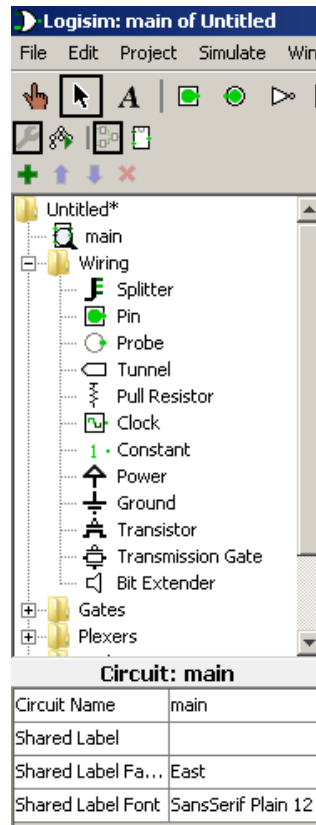 Logisim: main of Untitled
File Edit Project Simulate Win
A
Untitled*
main
Wiring
Splitter
Pin
Probe
Tunnel
Pull Resistor
Clock
1 Constant
Power
Ground
Transistor
Transmission Gate
Bit Extender
Gates
Plexers
Circuit: main
Circuit Name main
Shared Label
Shared Label Fa... East
Shared Label Font SansSerif Plain 12